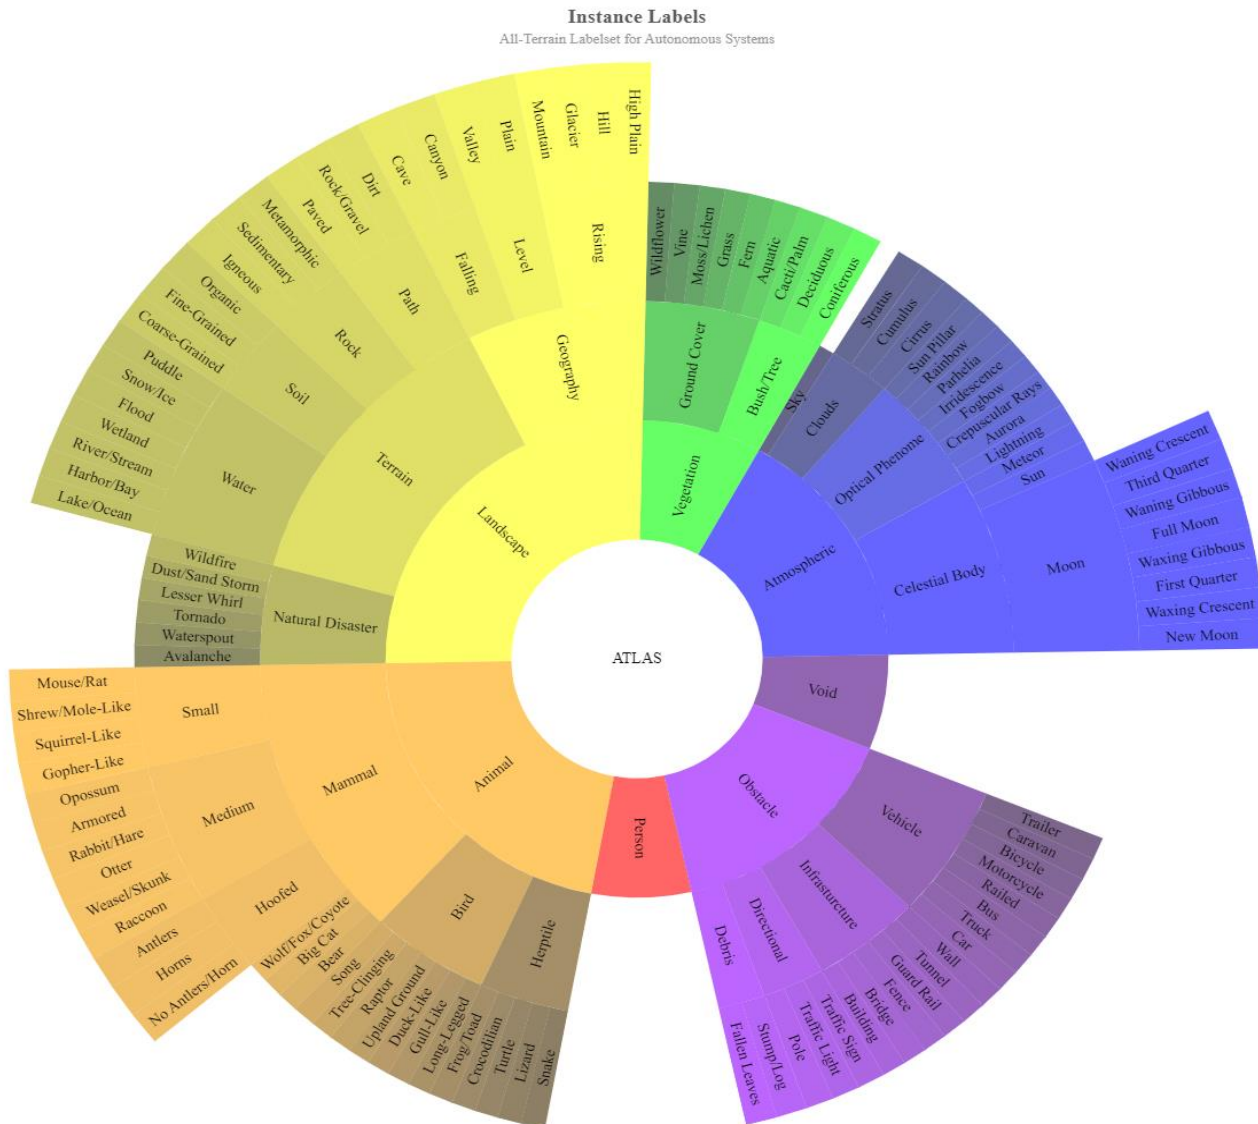 Instance Labels
All-Terrain Labelset for Autonomous Systems
ATLAS
Landscape
Geography
Rising
High Plain
Hill
Glacier
Mountain
Level
Plain
Valley
Falling
Canyon
Cave
Terrain
Path
Dirt
Rock/Gravel
Paved
Rock
Metamorphic
Sedimentary
Igneous
Soil
Organic
Fine-Grained
Coarse-Grained
Water
Puddle
Snow/Ice
Flood
Wetland
River/Stream
Harbor/Bay
Lake/Ocean
Natural Disaster
Wildfire
Dust/Sand Storm
Lesser Whirl
Tornado
Waterspout
Avalanche
Vegetation
Ground Cover
Wildflower
Vine
Moss/Lichen
Grass
Fern
Bush/Tree
Aquatic
Cacti/Palm
Deciduous
Coniferous
Atmospheric
Sky
Clouds
Stratus
Cumulus
Cirrus
Optical Phenome
Sun Pillar
Rainbow
Parhelia
Irridescence
Fogbow
Crepuscular Rays
Aurora
Celestial Body
Lightning
Meteor
Sun
Moon
Waning Crescent
Third Quarter
Waning Gibbous
Full Moon
Waxing Gibbous
First Quarter
Waxing Crescent
New Moon
Void
Obstacle
Vehicle
Trailer
Caravan
Bicycle
Motorcycle
Railed
Bus
Truck
Car
Infrasturcture
Wall
Tunnel
Guard Rail
Fence
Bridge
Building
Directional
Traffic Sign
Traffic Light
Pole
Debris
Stump/Log
Fallen Leaves
Person
Animal
Mammal
Small
Mouse/Rat
Shrew/Mole-Like
Squirrel-Like
Gopher-Like
Medium
Opossum
Armored
Rabbit/Hare
Otter
Weasel/Skunk
Raccoon
Hoofed
Antlers
Horns
No Antlers/Horn
Wolf/Fox/Coyote
Big Cat
Bear
Bird
Song
Tree-Clinging
Raptor
Upland Ground
Duck-Like
Gull-Like
Long-Legged
Herptile
Frog/Toad
Crocodilian
Turtle
Lizard
Snake